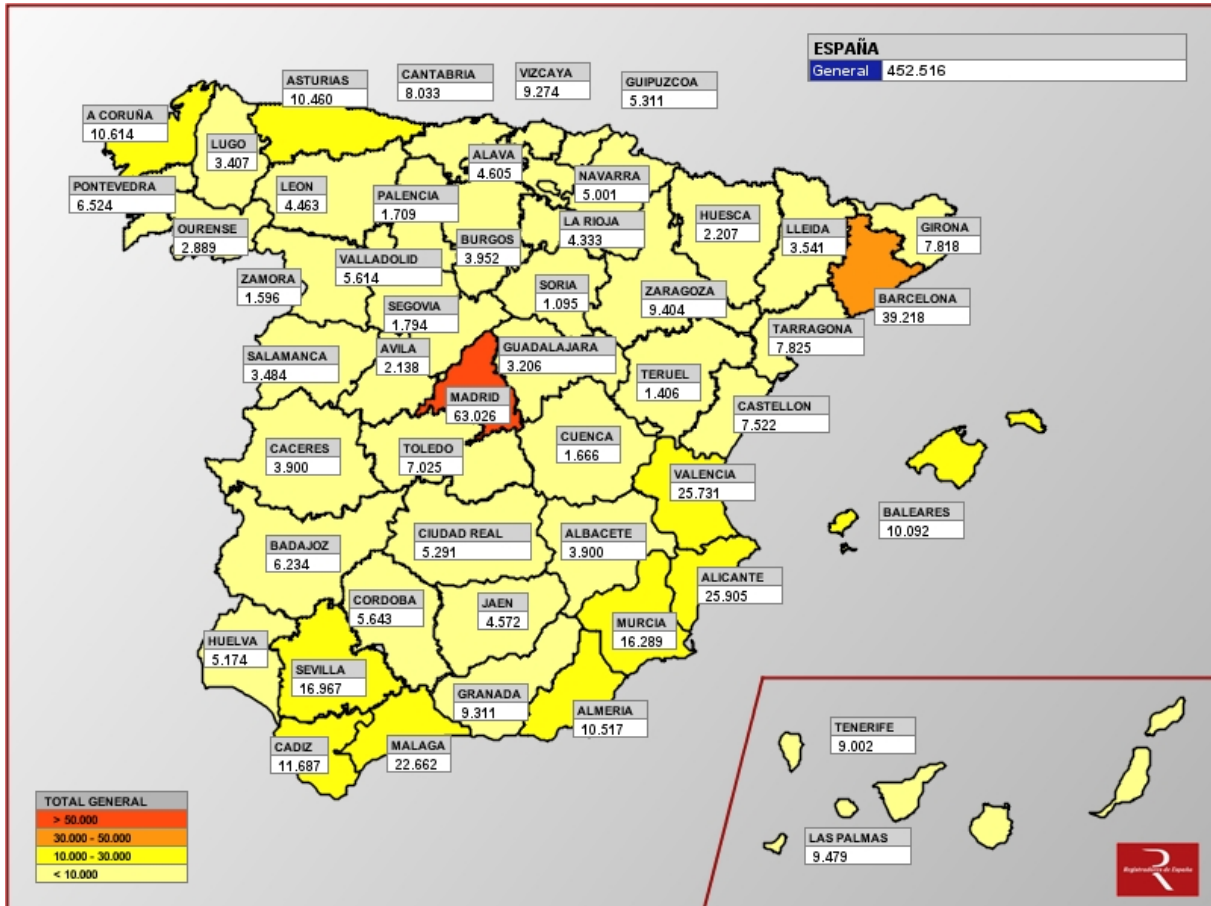 ESPAÑA
General 452.516
ASTURIAS
10.460
CANTABRIA
8.033
VIZCAYA
9.274
GUIPUZCOA
5.311
A CORUÑA
10.614
LUGO
3.407
ALAVA
4.605
NAVARRA
5.001
PONTEVEDRA
6.524
LEON
4.463
PALENCIA
1.709
LA RIOJA
4.333
HUESCA
2.207
LLEIDA
3.541
GIRONA
7.818
OURENSE
2.889
BURGOS
3.952
VALLADOLID
5.614
ZAMORA
1.596
SORIA
1.095
ZARAGOZA
9.404
BARCELONA
39.218
SEGOVIA
1.794
TARRAGONA
7.825
SALAMANCA
3.484
AVILA
2.138
GUADALAJARA
3.206
TERUEL
1.406
MADRID
63.026
CASTELLON
7.522
CACERES
3.900
TOLEDO
7.025
CUENCA
1.666
VALENCIA
25.731
BALEARES
10.092
BADAJOZ
6.234
CIUDAD REAL
5.291
ALBACETE
3.900
ALICANTE
25.905
CORDOBA
5.643
JAEN
4.572
MURCIA
16.289
HUELVA
5.174
SEVILLA
16.967
GRANADA
9.311
ALMERIA
10.517
CADIZ
11.687
MALAGA
22.662
TENERIFE
9.002
LAS PALMAS
9.479
TOTAL GENERAL
> 50.000
30.000 - 50.000
10.000 - 30.000
< 10.000
R
Registradores de España